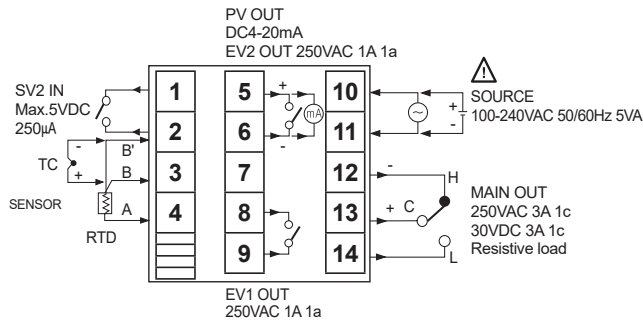 PV OUT
DC4-20mA
EV2 OUT 250VAC 1A 1a
SV2 IN
Max.5VDC
250µA
1
2
3
4
5
6
7
8
9
10
11
12
13
14
+
-
mA
~
+
-
!
SOURCE
100-240VAC 50/60Hz 5VA
-
TC
+
B'
B
A
SENSOR
RTD
-
H
+ C
L
MAIN OUT
250VAC 3A 1c
30VDC 3A 1c
Resistive load
EV1 OUT
250VAC 1A 1a